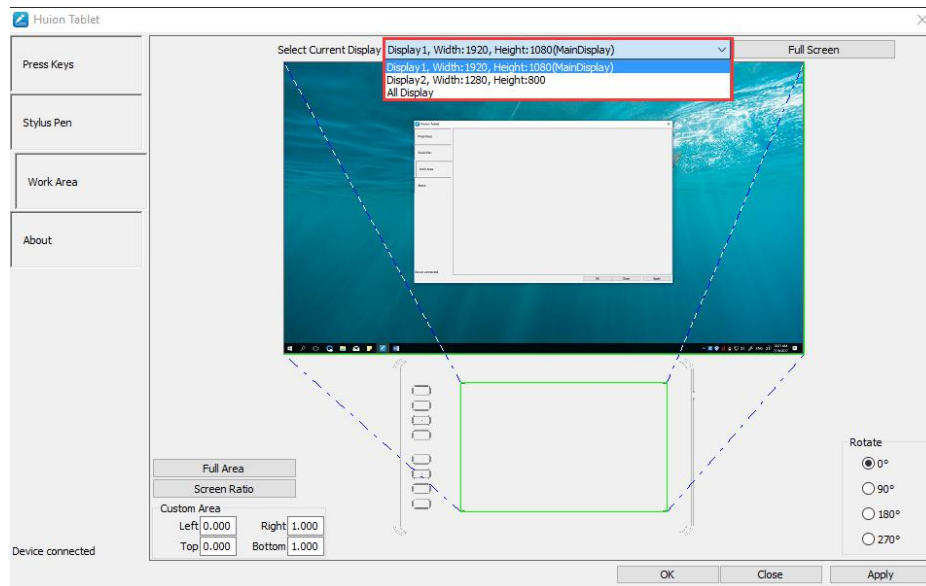 Huion Tablet
Press Keys
Stylus Pen
Work Area
About
Select Current Display
Display1, Width:1920, Height:1080(MainDisplay)
Full Screen
Display1, Width:1920, Height:1080(MainDisplay)
Display2, Width:1280, Height:800
All Display
Full Area
Screen Ratio
Custom Area
Left 0.000 Right 1.000
Top 0.000 Bottom 1.000
Rotate
0°
90°
180°
270°
Device connected
OK Close Apply